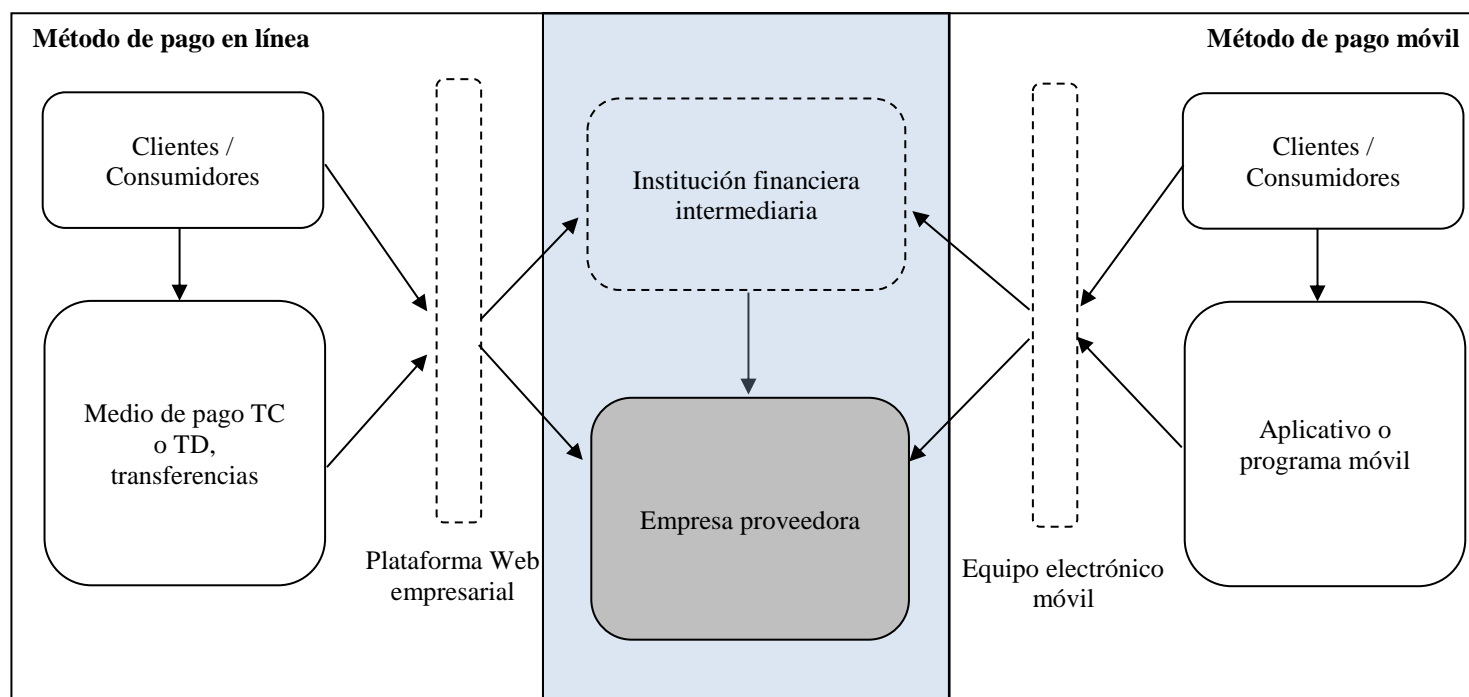 Método de pago en línea
Método de pago móvil
Clientes /
Consumidores
Institución financiera
intermediaria
Clientes /
Consumidores
Medio de pago TC
o TD,
transferencias
Aplicativo o
programa móvil
Empresa proveedora
Plataforma Web
empresarial
Equipo electrónico
móvil